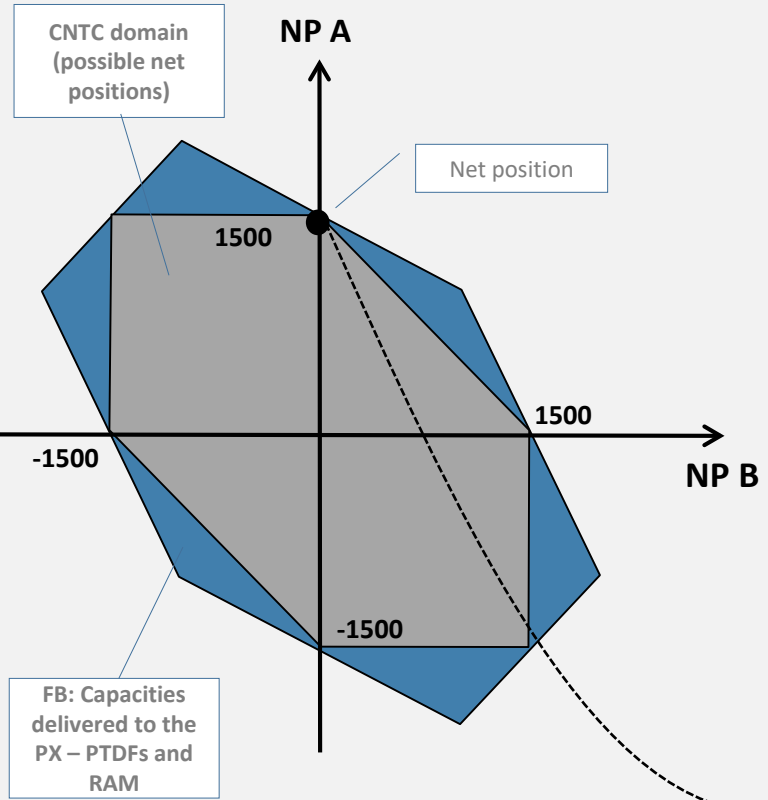 CNTC domain
(possible net
positions)
NP A
Net position
1500
1500
-1500
NP B
-1500
FB: Capacities
delivered to the
PX – PTDFs and
RAM